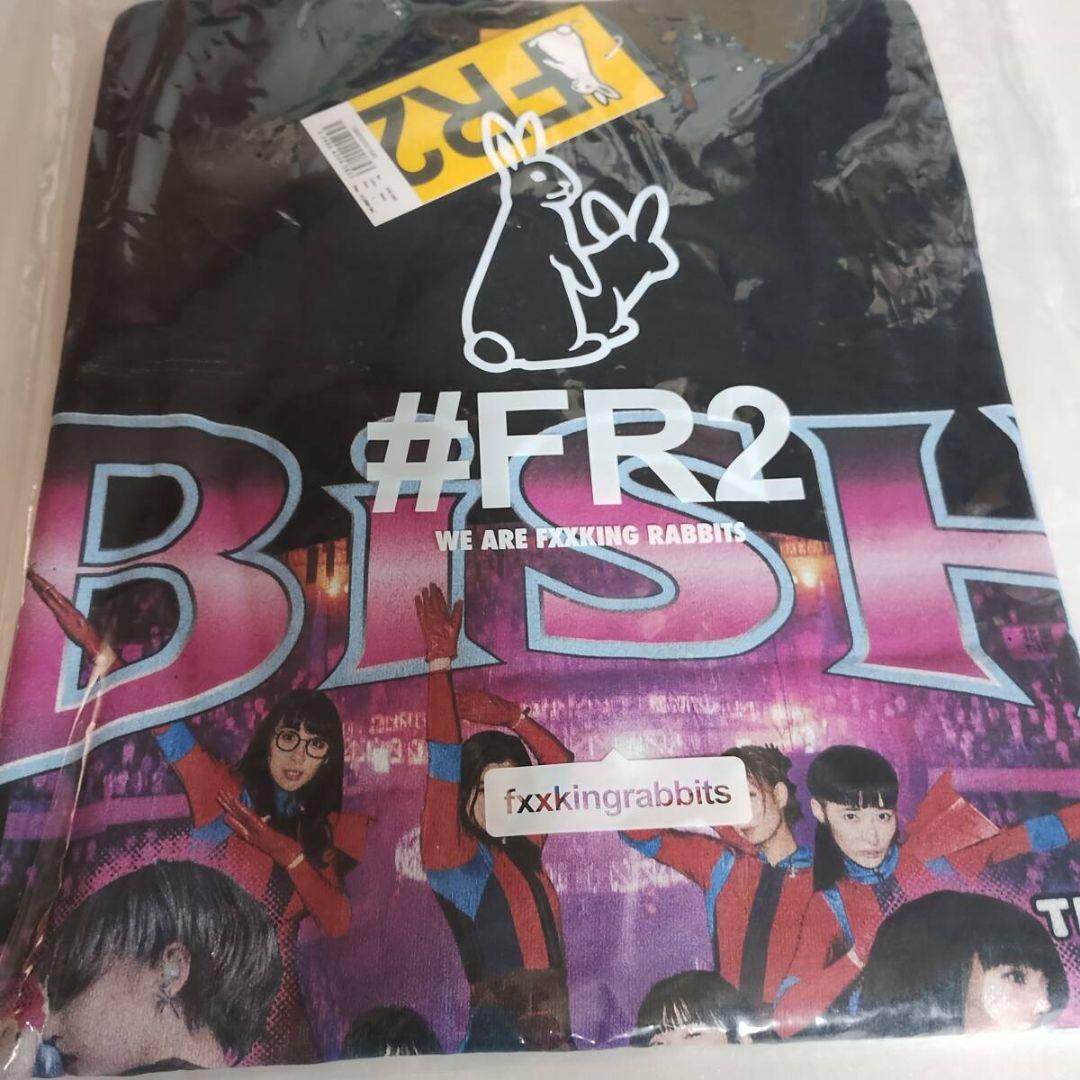 FR2
#FR2
WE ARE FXXKING RABBITS
BiSH
fxxkingrabbits